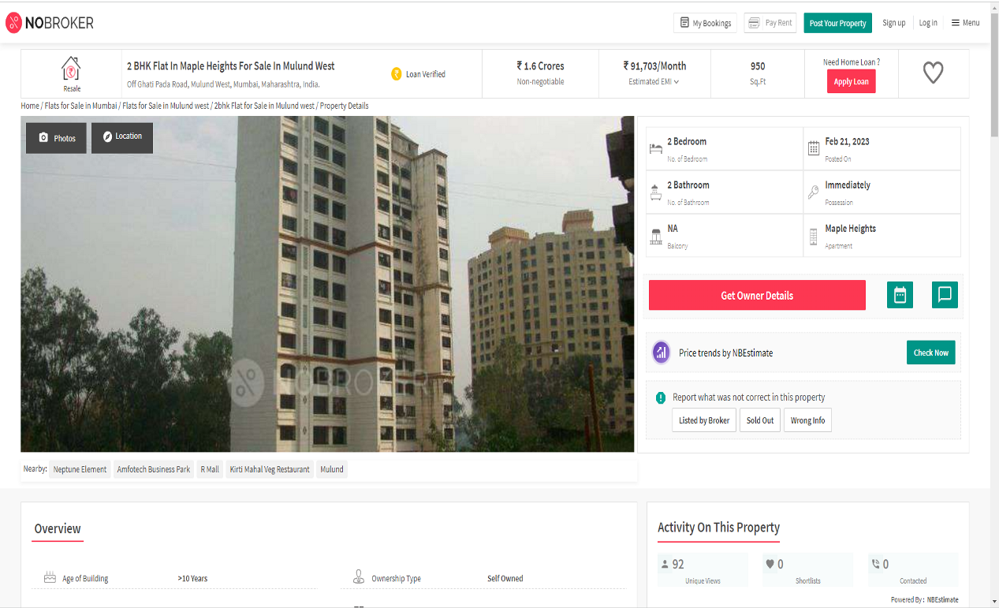 NOBROKER
My Bookings
Pay Rent
Post Your Property
Sign up
Log in
Menu
Resale
2 BHK Flat In Maple Heights For Sale In Mulund West
Off Ghati Pada Road, Mulund West, Mumbai, Maharashtra, India.
Loan Verified
₹ 1.6 Crores
Non-negotiable
₹ 91,703/Month
Estimated EMI
950
Sq.Ft
Need Home Loan ?
Apply Loan
Home / Flats for Sale in Mumbai / Flats for Sale in Mulund west / 2bhk Flat for Sale in Mulund west / Property Details
Photos
Location
NOBROKER
2 Bedroom
No. of Bedroom
Feb 21, 2023
Posted On
2 Bathroom
No. of Bathroom
Immediately
Possession
NA
Balcony
Maple Heights
Apartment
Get Owner Details
Price trends by NBEstimate
Check Now
Report what was not correct in this property
Listed by Broker
Sold Out
Wrong Info
Nearby: Neptune Element Amfotech Business Park R Mall Kirti Mahal Veg Restaurant Mulund
Overview
Age of Building >10 Years
Ownership Type Self Owned
Activity On This Property
92
Unique Views
0
Shortlists
0
Contacted
Powered By : NBEstimate